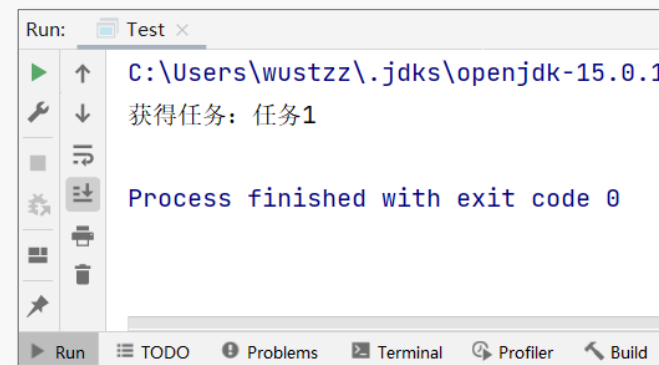 Run: Test
C:\Users\wustzz\.jdks\openjdk-15.0.1
获得任务：任务1
Process finished with exit code 0
Run TODO Problems Terminal Profiler Build